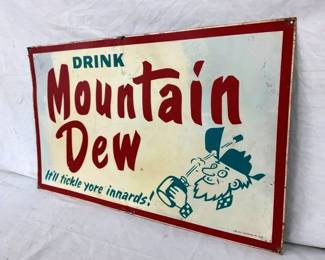 DRINK
Mountain
Dew
It'll tickle yore innards!